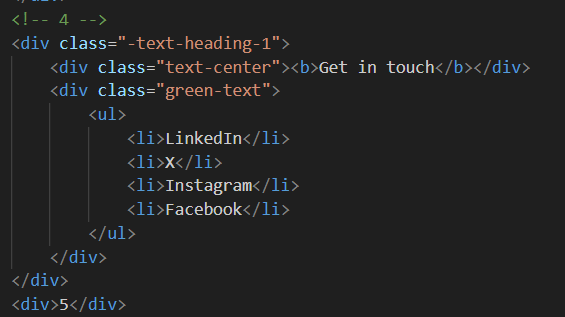 <!-- 4 -->
<div class="-text-heading-1">
    <div class="text-center"><b>Get in touch</b></div>
    <div class="green-text">
        <ul>
            <li>LinkedIn</li>
            <li>X</li>
            <li>Instagram</li>
            <li>Facebook</li>
        </ul>
    </div>
</div>
<div>5</div>